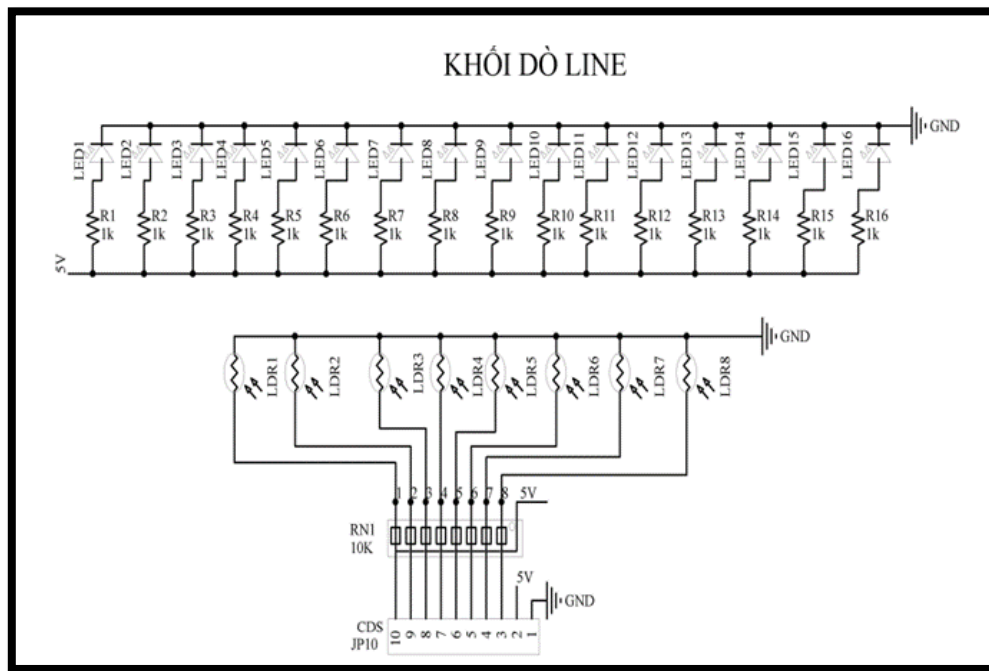 KHỐI DÒ LINE
LED1 LED2 LED3 LED4 LED5 LED6 LED7 LED8 LED9 LED10 LED11 LED12 LED13 LED14 LED15 LED16 GND
R1 R2 R3 R4 R5 R6 R7 R8 R9 R10 R11 R12 R13 R14 R15 R16
1k 1k 1k 1k 1k 1k 1k 1k 1k 1k 1k 1k 1k 1k 1k 1k
5V
GND
LDR1 LDR2 LDR3 LDR4 LDR5 LDR6 LDR7 LDR8
1 2 3 4 5 6 7 8 5V
RN1
10K
5V
GND
CDS
JP10
10 9 8 7 6 5 4 3 2 1